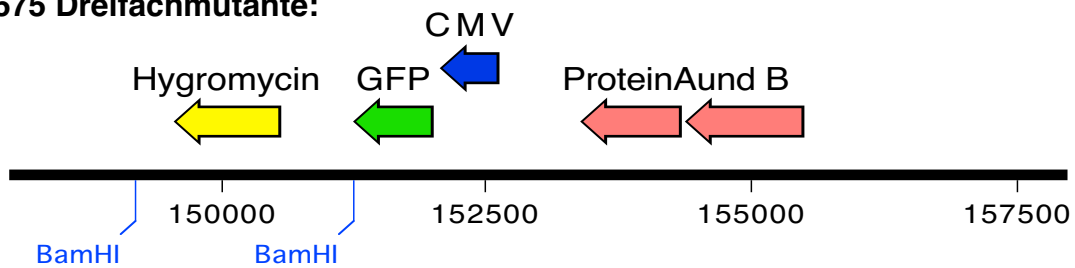 575 Dreifachmutante:
CMV
Hygromycin GFP ProteinAund B
150000 152500 155000 157500
BamHI BamHI